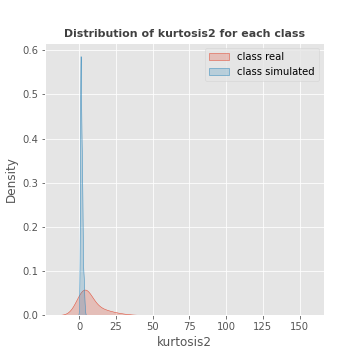 Distribution of kurtosis2 for each class
class real
class simulated
0.6
0.5
0.4
0.3
0.2
0.1
0.0
Density
0 25 50 75 100 125 150
kurtosis2